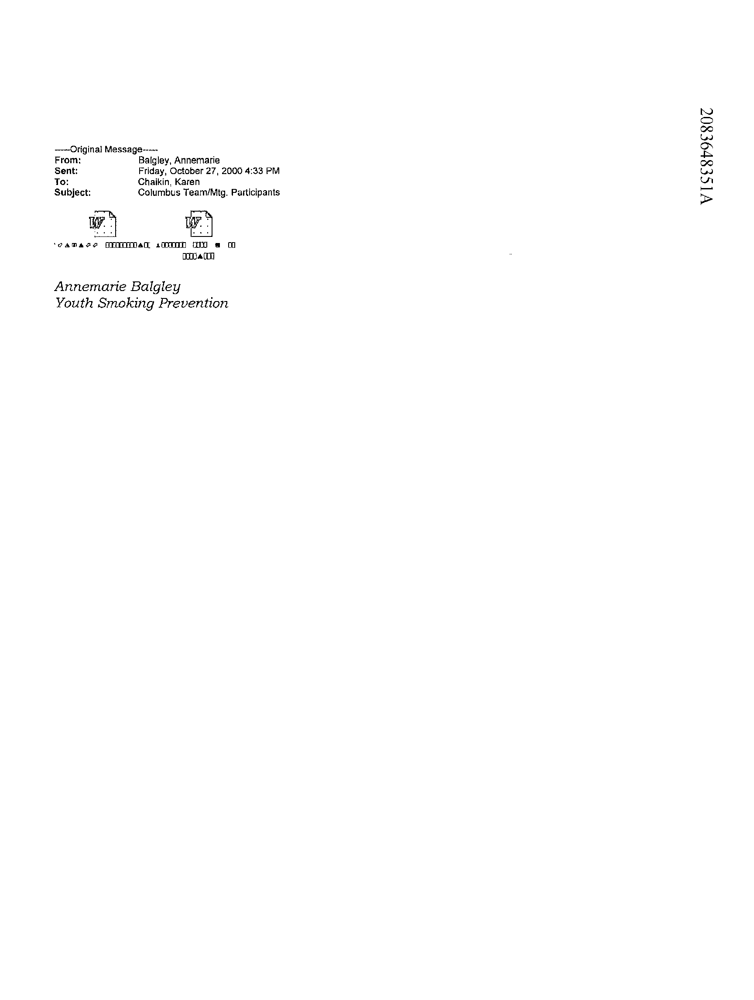 -----Original Message-----
From: Balgley, Annemarie
Sent: Friday, October 27, 2000 4:33 PM
To: Chaikin, Karen
Subject: Columbus Team/Mtg. Participants
Annemarie Balgley
Youth Smoking Prevention
2083648351A